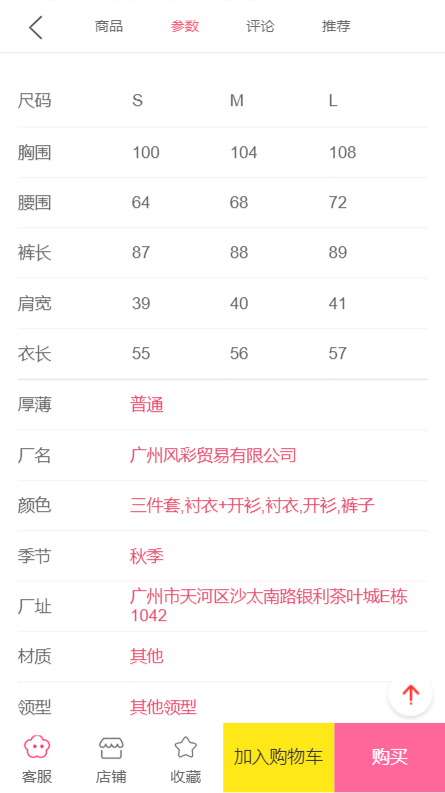 商品 参数 评论 推荐
尺码 S M L
胸围 100 104 108
腰围 64 68 72
裤长 87 88 89
肩宽 39 40 41
衣长 55 56 57
厚薄 普通
厂名 广州风彩贸易有限公司
颜色 三件套,衬衣+开衫,衬衣,开衫,裤子
季节 秋季
厂址 广州市天河区沙太南路银利茶叶城E栋
1042
材质 其他
领型 其他领型
客服 店铺 收藏 加入购物车 购买